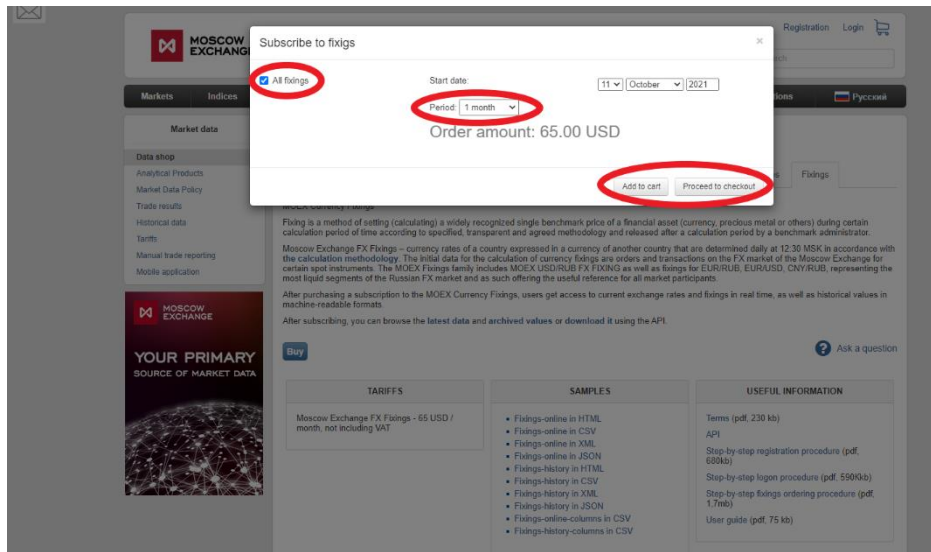 MOSCOW
EXCHANG
Registration Login
Subscribe to fixigs
×
All fixings
Start date:
11 October 2021
Period: 1 month
Order amount: 65.00 USD
Add to cart
Proceed to checkout
Markets Indices
Русский
Market data
Data shop
Analytical Products
Market Data Policy
Trade results
Historical data
Tariffs
Manual trade reporting
Mobile application
Fixings
MOEX Currency Fixings
Fixing is a method of setting (calculating) a widely recognized single benchmark price of a financial asset (currency, precious metal or others) during certain
calculation period of time according to specified, transparent and agreed methodology and released after a calculation period by a benchmark administrator.
Moscow Exchange FX Fixings – currency rates of a country expressed in a currency of another country that are determined daily at 12:30 MSK in accordance with
the calculation methodology. The initial data for the calculation of currency fixings are orders and transactions on the FX market of the Moscow Exchange for
certain spot instruments. The MOEX Fixings family includes MOEX USD/RUB FX FIXING as well as fixings for EUR/RUB, EUR/USD, CNY/RUB, representing the
most liquid segments of the Russian FX market and as such offering the useful reference for all market participants.
After purchasing a subscription to the MOEX Currency Fixings, users get access to current exchange rates and fixings in real time, as well as historical values in
machine-readable formats.
After subscribing, you can browse the latest data and archived values or download it using the API.
MOSCOW
EXCHANGE
YOUR PRIMARY
SOURCE OF MARKET DATA
Buy
Ask a question
TARIFFS
Moscow Exchange FX Fixings - 65 USD /
month, not including VAT
SAMPLES
Fixings-online in HTML
Fixings-online in CSV
Fixings-online in XML
Fixings-online in JSON
Fixings-history in HTML
Fixings-history in CSV
Fixings-history in XML
Fixings-history in JSON
Fixings-online-columns in CSV
Fixings-history-columns in CSV
USEFUL INFORMATION
Terms (pdf, 230 kb)
API
Step-by-step registration procedure (pdf,
680kb)
Step-by-step logon procedure (pdf, 590Kkb)
Step-by-step fixings ordering procedure (pdf,
1,7mb)
User guide (pdf, 75 kb)